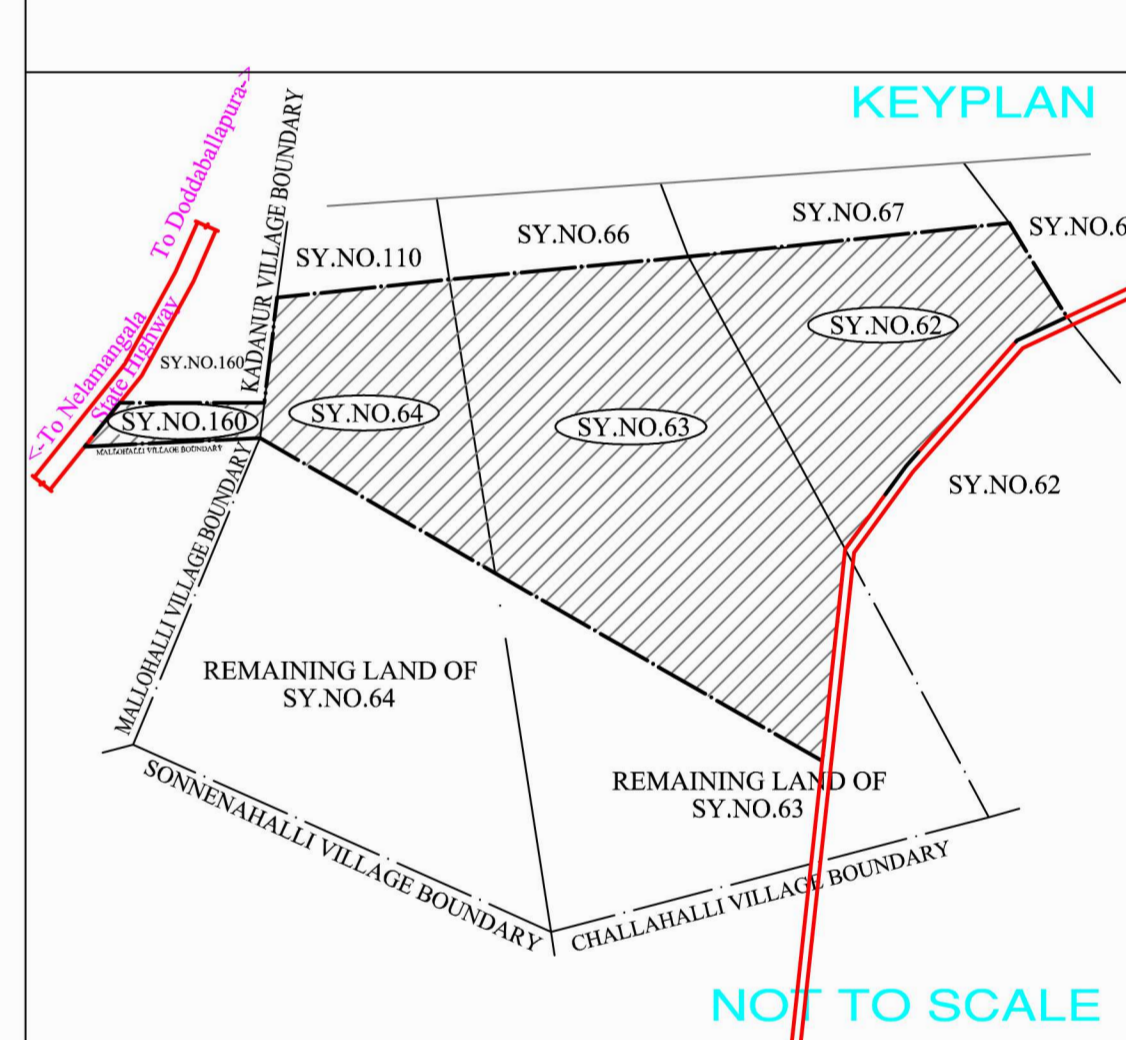 KEYPLAN
To Doddaballapura->
KADANUR VILLAGE BOUNDARY
SY.NO.67
SY.NO.66
SY.NO.110
SY.NO.6
SY.NO.62
<-To Nelamangala
State Highway
SY.NO.160
SY.NO.160
SY.NO.64
SY.NO.63
MALLOHALLI VILLAGE BOUNDARY
SY.NO.62
MALLOHALLI VILLAGE BOUNDARY
REMAINING LAND OF
SY.NO.64
REMAINING LAND OF
SY.NO.63
SONNENAHALLI VILLAGE BOUNDARY
CHALLAHALLI VILLAGE BOUNDARY
NOT TO SCALE